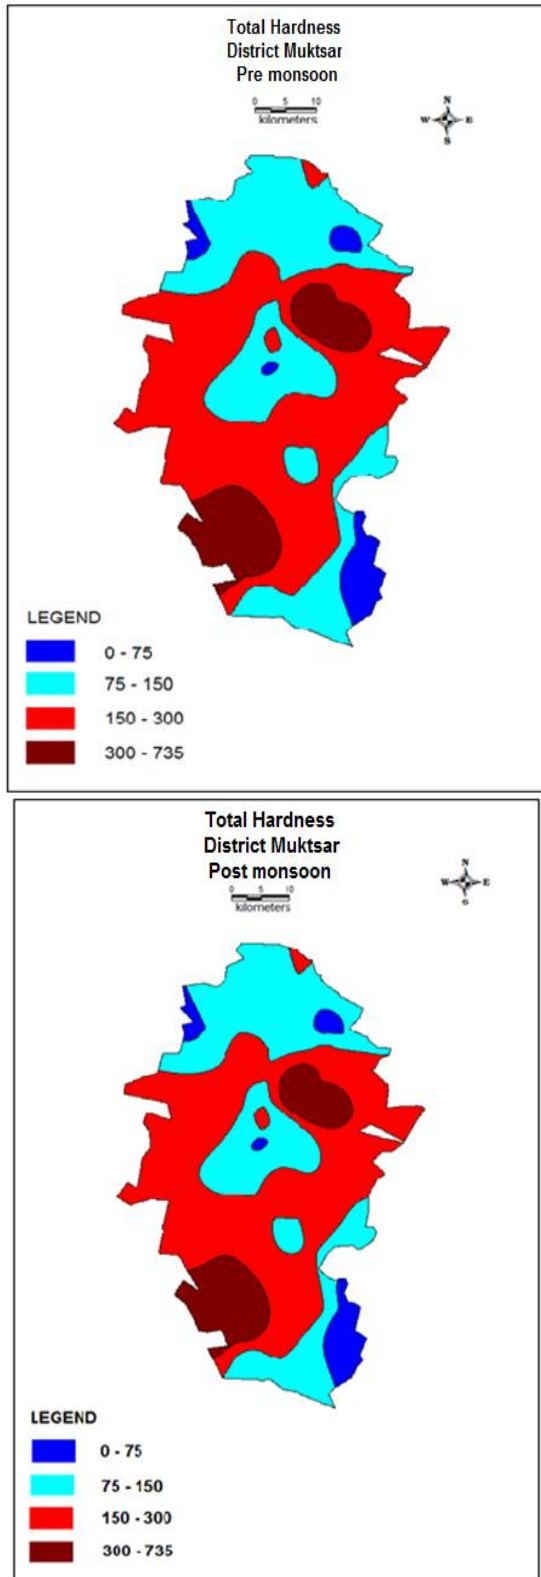 Total Hardness
District Muktsar
Pre monsoon
0 5 10
kilometers
N
W E
S
LEGEND
0 - 75
75 - 150
150 - 300
300 - 735
Total Hardness
District Muktsar
Post monsoon
0 5 10
kilometers
N
W E
S
LEGEND
0 - 75
75 - 150
150 - 300
300 - 735